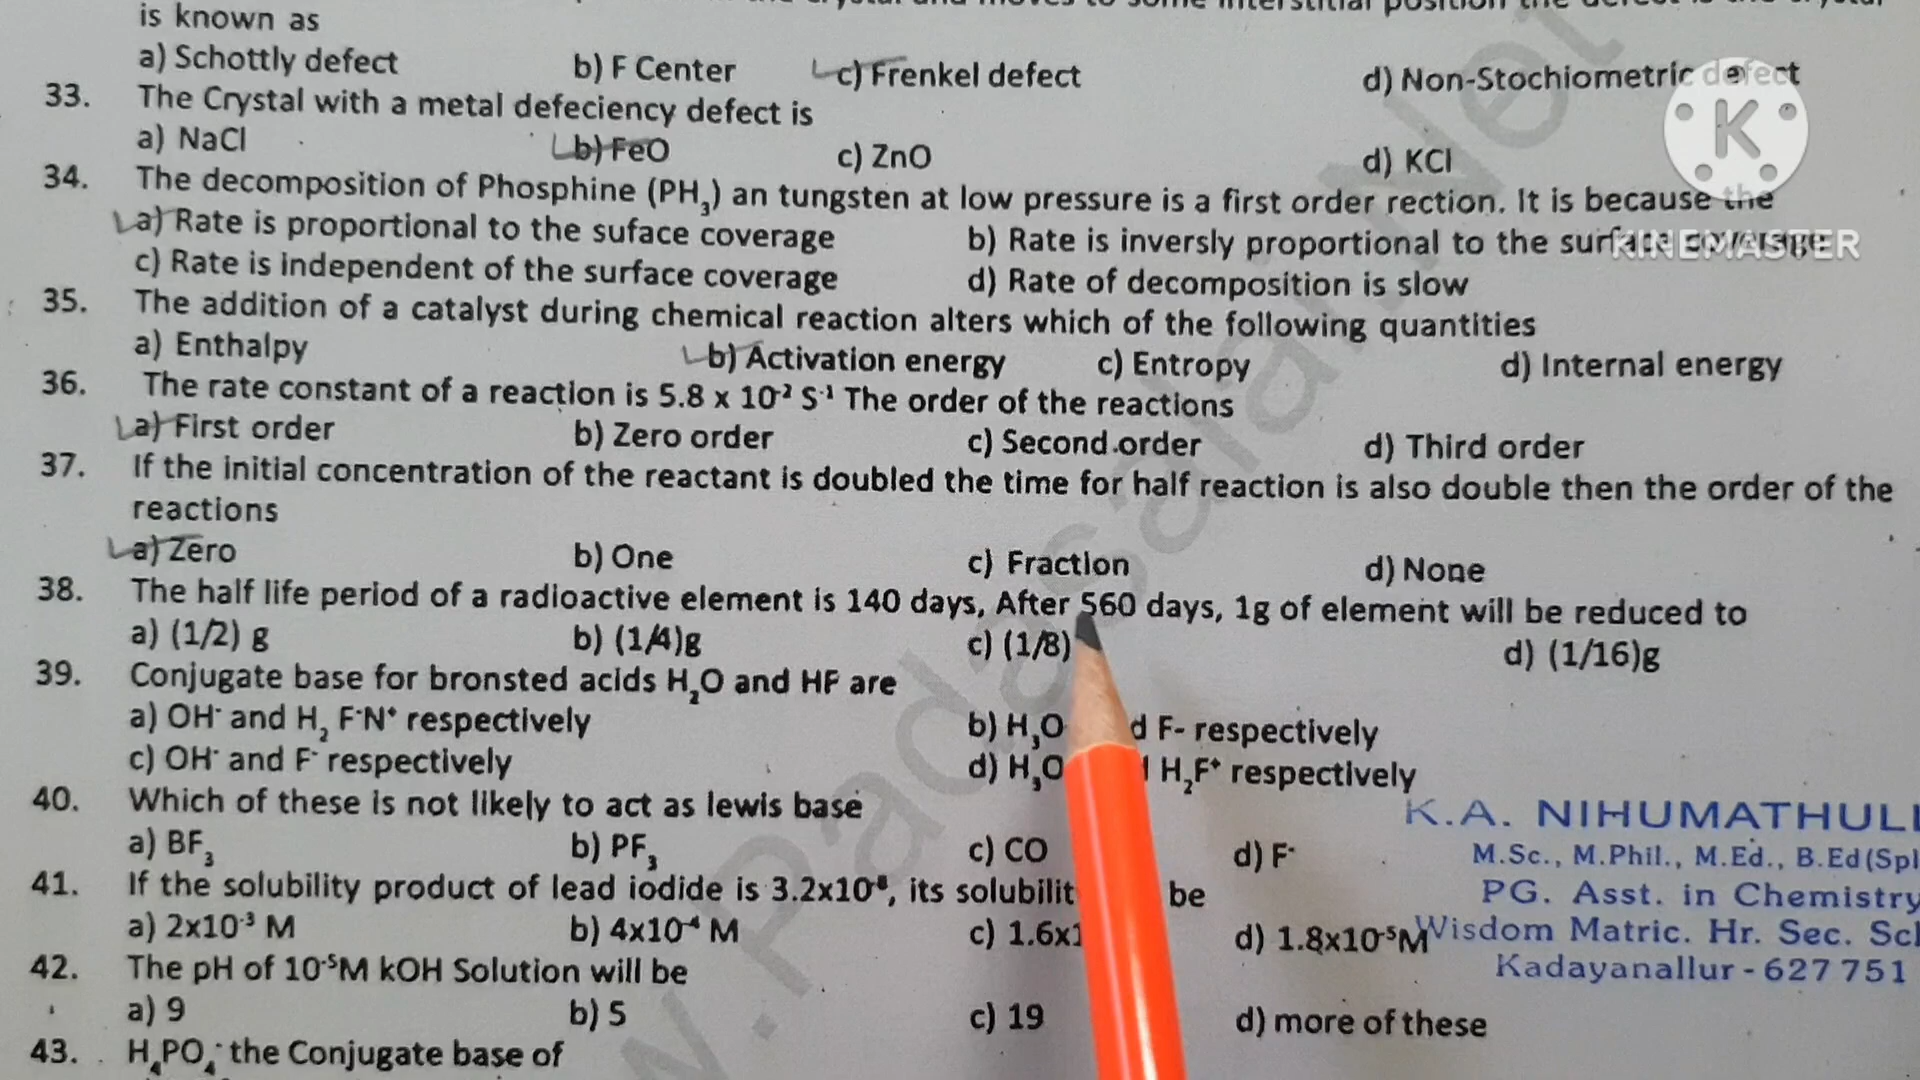 is known as
a) Schottly defect b) F Center c) Frenkel defect d) Non-Stochiometric defect
33. The Crystal with a metal defeciency defect is
a) NaCl b) FeO c) ZnO d) KCl
34. The decomposition of Phosphine (PH₃) an tungsten at low pressure is a first order rection. It is because the
a) Rate is proportional to the suface coverage b) Rate is inversly proportional to the surface coverage
KINEMASTER
c) Rate is independent of the surface coverage d) Rate of decomposition is slow
35. The addition of a catalyst during chemical reaction alters which of the following quantities
a) Enthalpy b) Activation energy c) Entropy d) Internal energy
36. The rate constant of a reaction is 5.8 x 10⁻² S⁻¹ The order of the reactions
a) First order b) Zero order c) Second order d) Third order
37. If the initial concentration of the reactant is doubled the time for half reaction is also double then the order of the
reactions
a) Zero b) One c) Fraction d) None
38. The half life period of a radioactive element is 140 days, After 560 days, 1g of element will be reduced to
a) (1/2) g b) (1/4)g c) (1/8) d) (1/16)g
39. Conjugate base for bronsted acids H₂O and HF are
a) OH⁻ and H₂ F⁻N⁺ respectively b) H₃O F- respectively
c) OH⁻ and F⁻ respectively d) H₃O H₂F⁺ respectively
40. Which of these is not likely to act as lewis base
a) BF₃ b) PF₃ c) CO d) F⁻
41. If the solubility product of lead iodide is 3.2x10⁻⁸, its be
a) 2x10⁻³ M b) 4x10⁻⁴ M c) 1.6x1 d) 1.8x10⁻⁵M
42. The pH of 10⁻⁵M kOH Solution will be
a) 9 b) 5 c) 19 d) more of these
43. H₄PO₄⁻ the Conjugate base of
K.A. NIHUMATHULL
M.Sc., M.Phil., M.Ed., B.Ed (Spl
PG. Asst. in Chemistry
Wisdom Matric. Hr. Sec. Sch
Kadayanallur - 627 751
K
www.Padasalai.Net